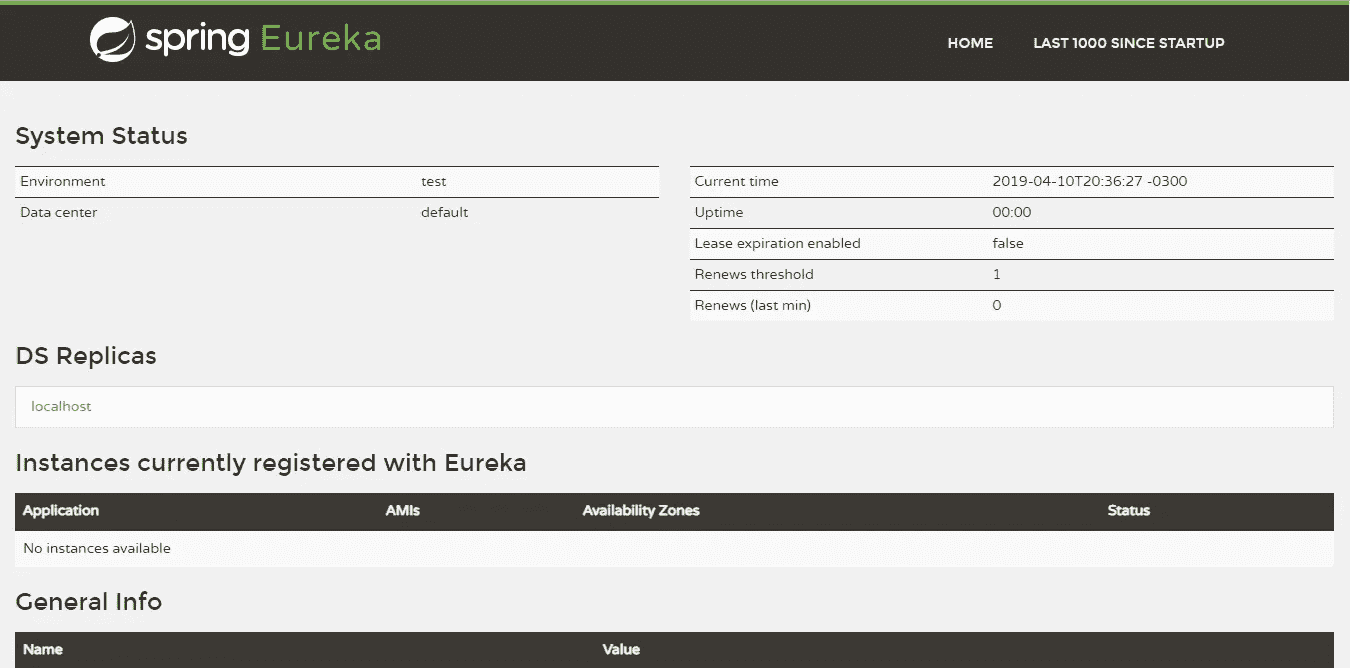 spring Eureka
HOME LAST 1000 SINCE STARTUP
System Status
Environment test
Data center default
Current time 2019-04-10T20:36:27 -0300
Uptime 00:00
Lease expiration enabled false
Renews threshold 1
Renews (last min) 0
DS Replicas
localhost
Instances currently registered with Eureka
Application AMIs Availability Zones Status
No instances available
General Info
Name Value